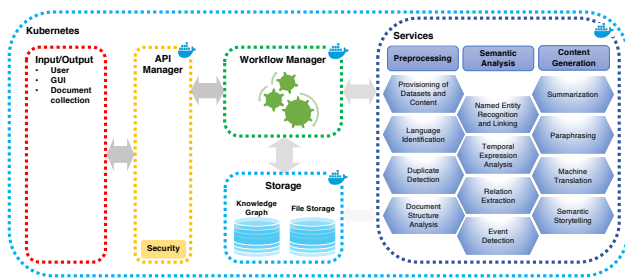 Kubernetes
Input/Output
• User
• GUI
• Document
collection
API
Manager
Security
Workflow Manager
Storage
Knowledge
Graph
File Storage
Services
Preprocessing
Provisioning of
Datasets and
Content
Language
Identification
Duplicate
Detection
Document
Structure
Analysis
Semantic
Analysis
Named Entity
Recognition
and Linking
Temporal
Expression
Analysis
Relation
Extraction
Event
Detection
Content
Generation
Summarization
Paraphrasing
Machine
Translation
Semantic
Storytelling